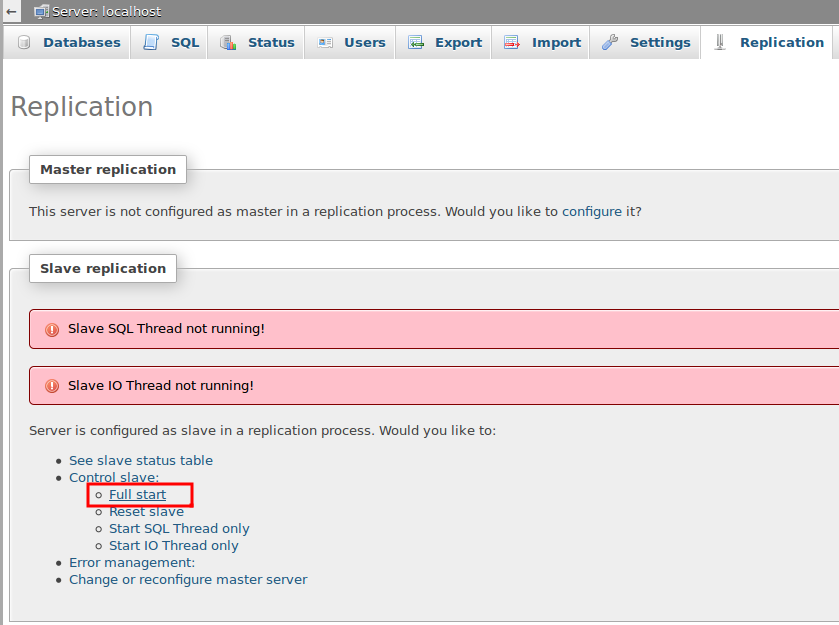 Server: localhost
Databases SQL Status Users Export Import Settings Replication
Replication
Master replication
This server is not configured as master in a replication process. Would you like to configure it?
Slave replication
Slave SQL Thread not running!
Slave IO Thread not running!
Server is configured as slave in a replication process. Would you like to:
See slave status table
Control slave:
Full start
Reset slave
Start SQL Thread only
Start IO Thread only
Error management:
Change or reconfigure master server